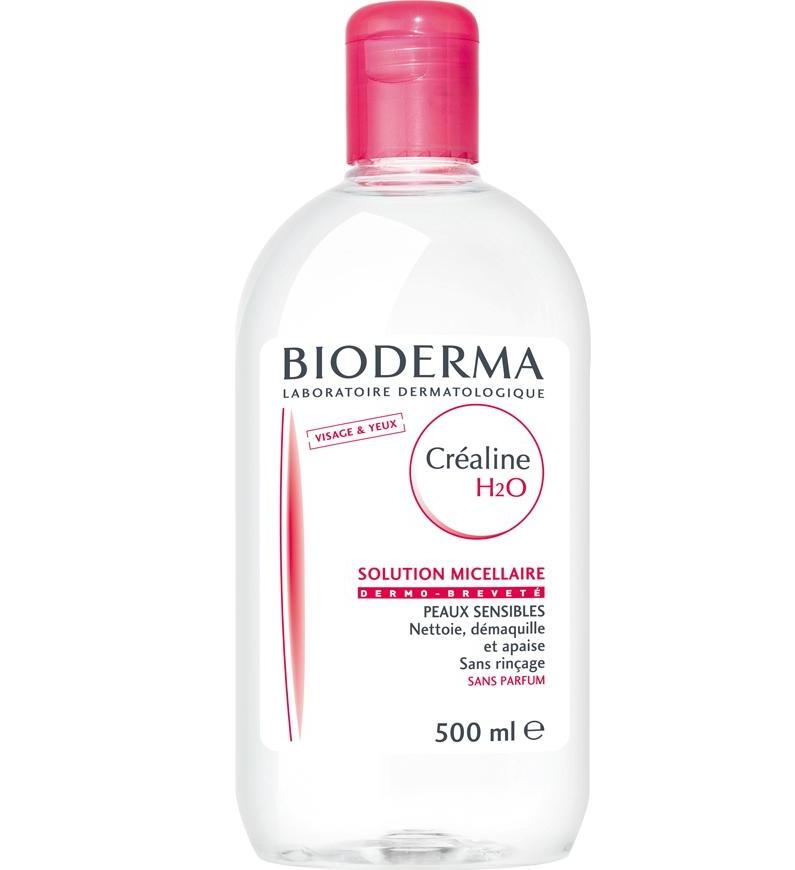 BIODERMA
LABORATOIRE DERMATOLOGIQUE
VISAGE & YEUX
Créaline
H2O
SOLUTION MICELLAIRE
DERMO-BREVETÉ
PEAUX SENSIBLES
Nettoie, démaquille
et apaise
Sans rinçage
SANS PARFUM
500 ml ℮